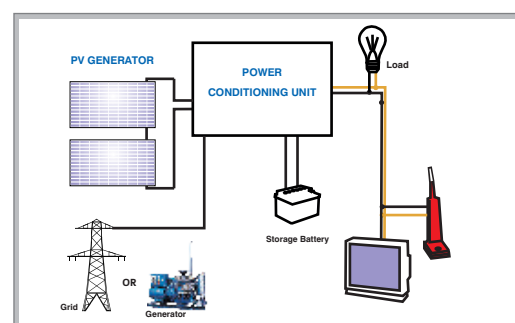 PV GENERATOR
POWER
CONDITIONING UNIT
Load
Storage Battery
OR
Grid
Generator